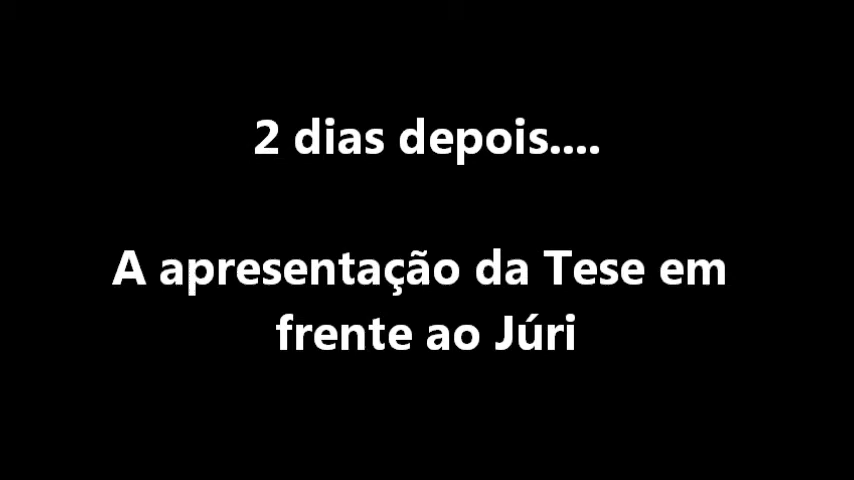 2 dias depois....
A apresentação da Tese em
frente ao Júri